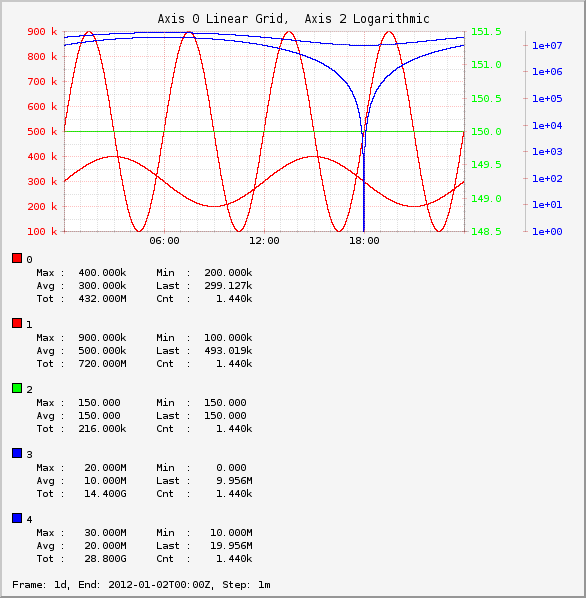 Axis 0 Linear Grid,  Axis 2 Logarithmic
900 k
800 k
700 k
600 k
500 k
400 k
300 k
200 k
100 k
151.5
151.0
150.5
150.0
149.5
149.0
148.5
1e+07
1e+06
1e+05
1e+04
1e+03
1e+02
1e+01
1e+00
06:00 12:00 18:00
0
Max : 400.000k Min : 200.000k
Avg : 300.000k Last : 299.127k
Tot : 432.000M Cnt : 1.440k
1
Max : 900.000k Min : 100.000k
Avg : 500.000k Last : 493.019k
Tot : 720.000M Cnt : 1.440k
2
Max : 150.000 Min : 150.000
Avg : 150.000 Last : 150.000
Tot : 216.000k Cnt : 1.440k
3
Max : 20.000M Min : 0.000
Avg : 10.000M Last : 9.956M
Tot : 14.400G Cnt : 1.440k
4
Max : 30.000M Min : 10.000M
Avg : 20.000M Last : 19.956M
Tot : 28.800G Cnt : 1.440k
Frame: 1d, End: 2012-01-02T00:00Z, Step: 1m